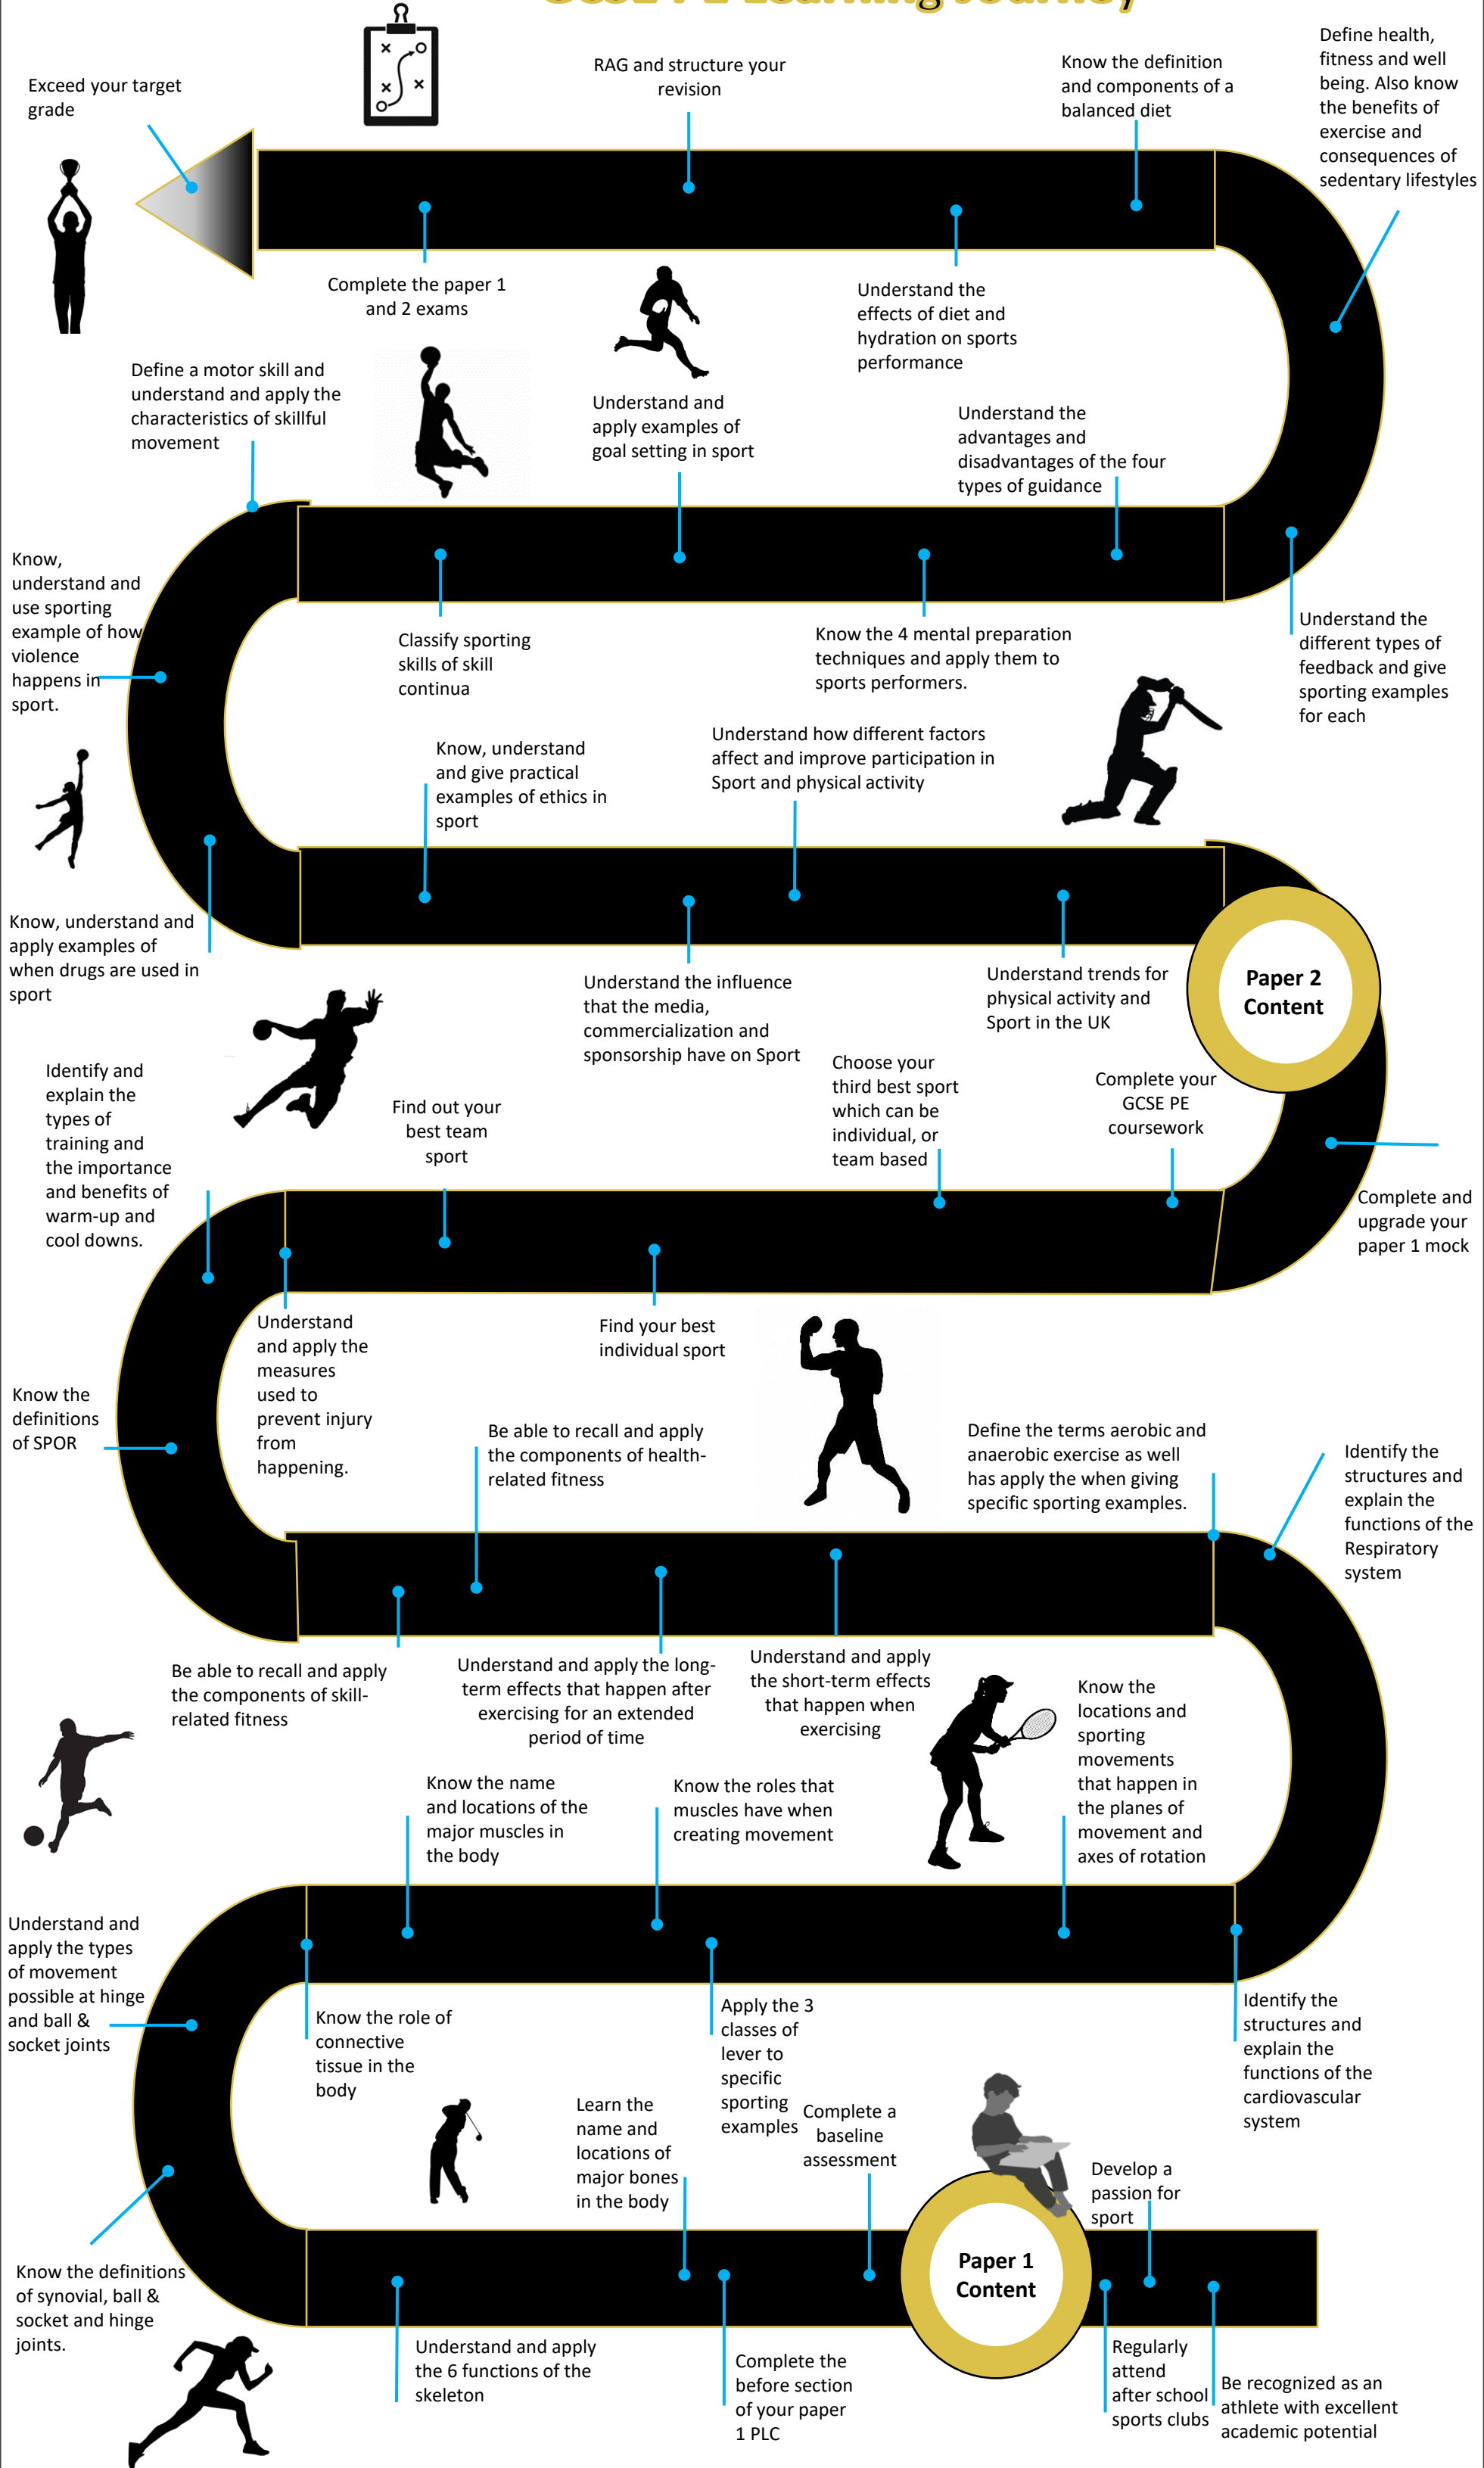 GCSE PE Learning Journey
Exceed your target
grade
RAG and structure your
revision
Know the definition
and components of a
balanced diet
Define health,
fitness and well
being. Also know
the benefits of
exercise and
consequences of
sedentary lifestyles
Complete the paper 1
and 2 exams
Understand the
effects of diet and
hydration on sports
performance
Define a motor skill and
understand and apply the
characteristics of skillful
movement
Understand and
apply examples of
goal setting in sport
Understand the
advantages and
disadvantages of the four
types of guidance
Know,
understand and
use sporting
example of how
violence
happens in
sport.
Classify sporting
skills of skill
continua
Know the 4 mental preparation
techniques and apply them to
sports performers.
Understand the
different types of
feedback and give
sporting examples
for each
Know, understand
and give practical
examples of ethics in
sport
Understand how different factors
affect and improve participation in
Sport and physical activity
Know, understand and
apply examples of
when drugs are used in
sport
Understand the influence
that the media,
commercialization and
sponsorship have on Sport
Understand trends for
physical activity and
Sport in the UK
Paper 2
Content
Identify and
explain the
types of
training and
the importance
and benefits of
warm-up and
cool downs.
Find out your
best team
sport
Choose your
third best sport
which can be
individual, or
team based
Complete your
GCSE PE
coursework
Complete and
upgrade your
paper 1 mock
Understand
and apply the
measures
used to
prevent injury
from
happening.
Find your best
individual sport
Know the
definitions
of SPOR
Be able to recall and apply
the components of health-
related fitness
Define the terms aerobic and
anaerobic exercise as well
has apply the when giving
specific sporting examples.
Identify the
structures and
explain the
functions of the
Respiratory
system
Be able to recall and apply
the components of skill-
related fitness
Understand and apply the long-
term effects that happen after
exercising for an extended
period of time
Understand and apply
the short-term effects
that happen when
exercising
Know the
locations and
sporting
movements
that happen in
the planes of
movement and
axes of rotation
Know the name
and locations of the
major muscles in
the body
Know the roles that
muscles have when
creating movement
Understand and
apply the types
of movement
possible at hinge
and ball &
socket joints
Know the role of
connective
tissue in the
body
Apply the 3
classes of
lever to
specific
sporting
examples
Identify the
structures and
explain the
functions of the
cardiovascular
system
Learn the
name and
locations of
major bones
in the body
Complete a
baseline
assessment
Develop a
passion for
sport
Paper 1
Content
Know the definitions
of synovial, ball &
socket and hinge
joints.
Understand and apply
the 6 functions of the
skeleton
Complete the
before section
of your paper
1 PLC
Regularly
attend
after school
sports clubs
Be recognized as an
athlete with excellent
academic potential